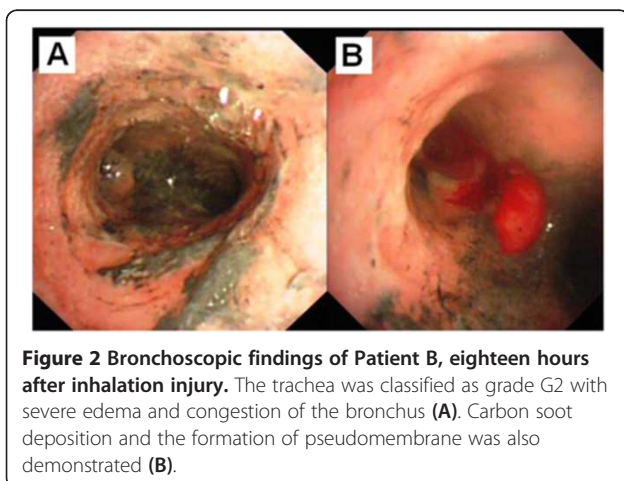 A
B
Figure 2 Bronchoscopic findings of Patient B, eighteen hours
after inhalation injury. The trachea was classified as grade G2 with
severe edema and congestion of the bronchus (A). Carbon soot
deposition and the formation of pseudomembrane was also
demonstrated (B).